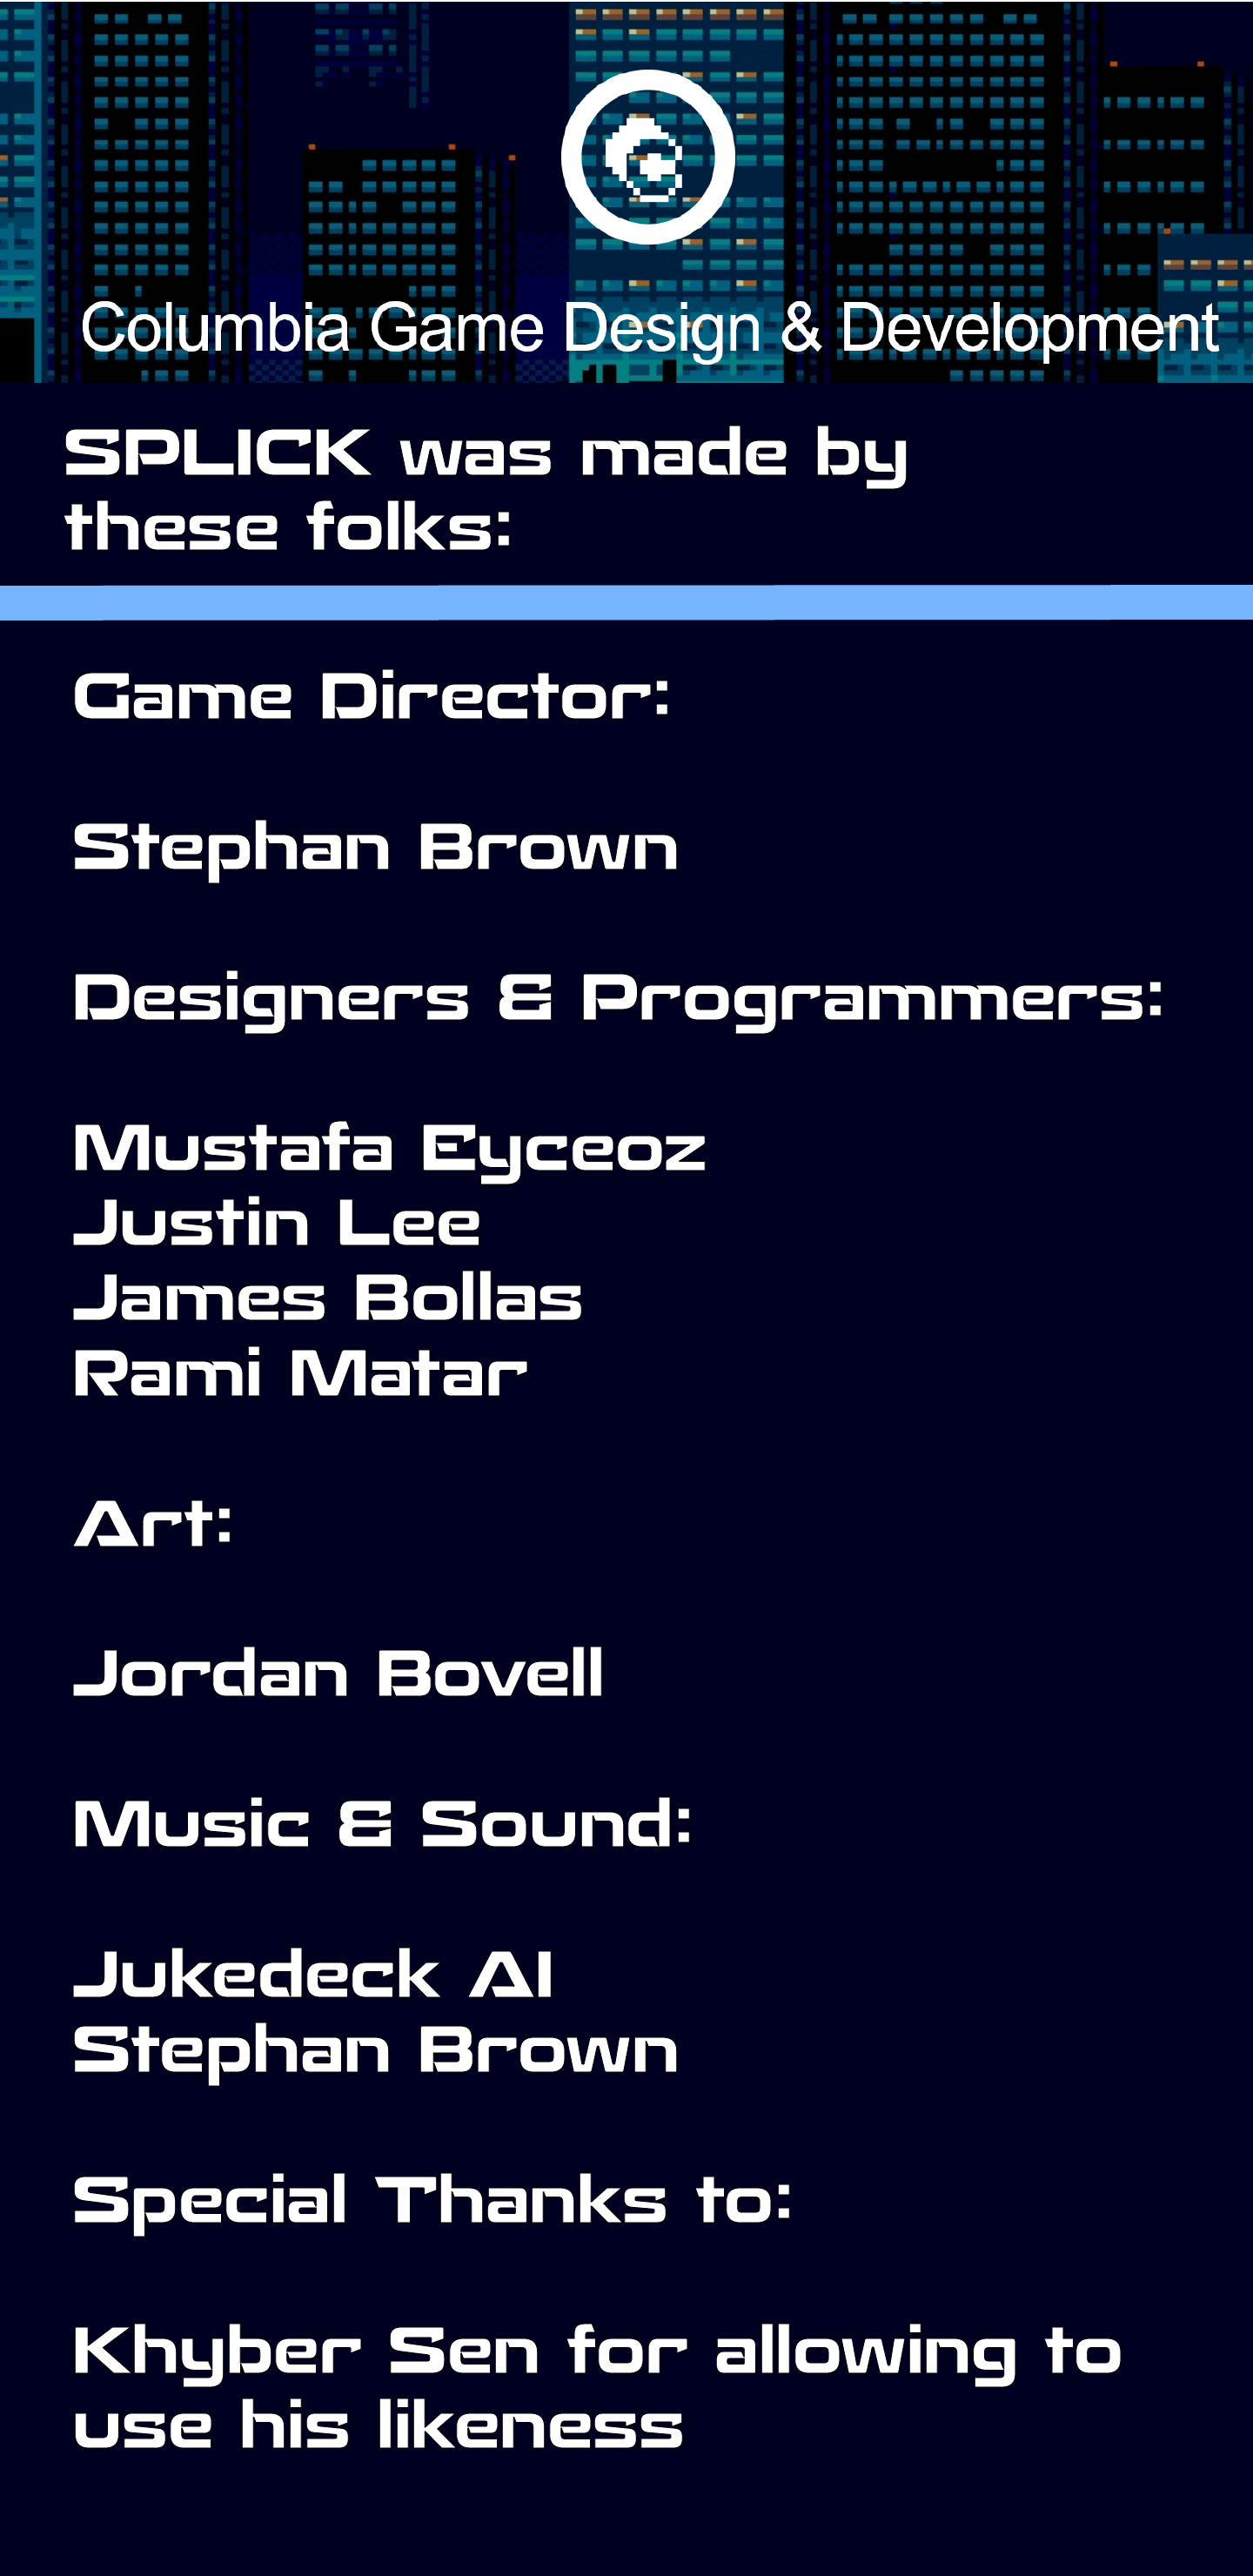 Columbia Game Design & Development
SPLICK was made by
these folks:
Game Director:
Stephan Brown
Designers & Programmers:
Mustafa Eyceoz
Justin Lee
James Bollas
Rami Matar
Art:
Jordan Bovell
Music & Sound:
Jukedeck AI
Stephan Brown
Special Thanks to:
Khyber Sen for allowing to
use his likeness